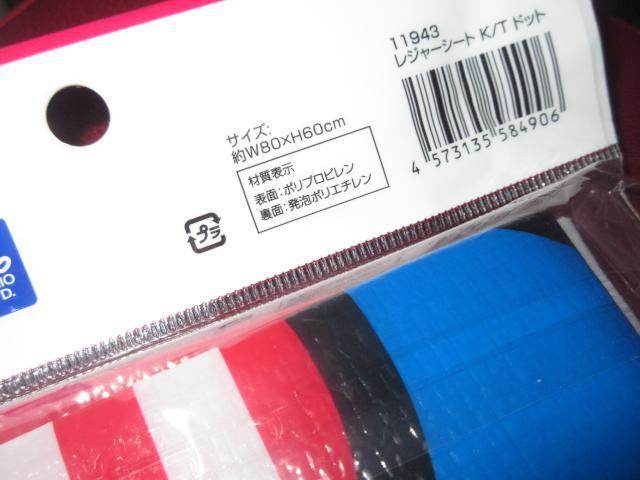 11943
レジャーシート K/T ドット
4 573135 584906
サイズ:
約W80×H60cm
材質表示
表面:ポリプロピレン
裏面:発泡ポリエチレン
プラ